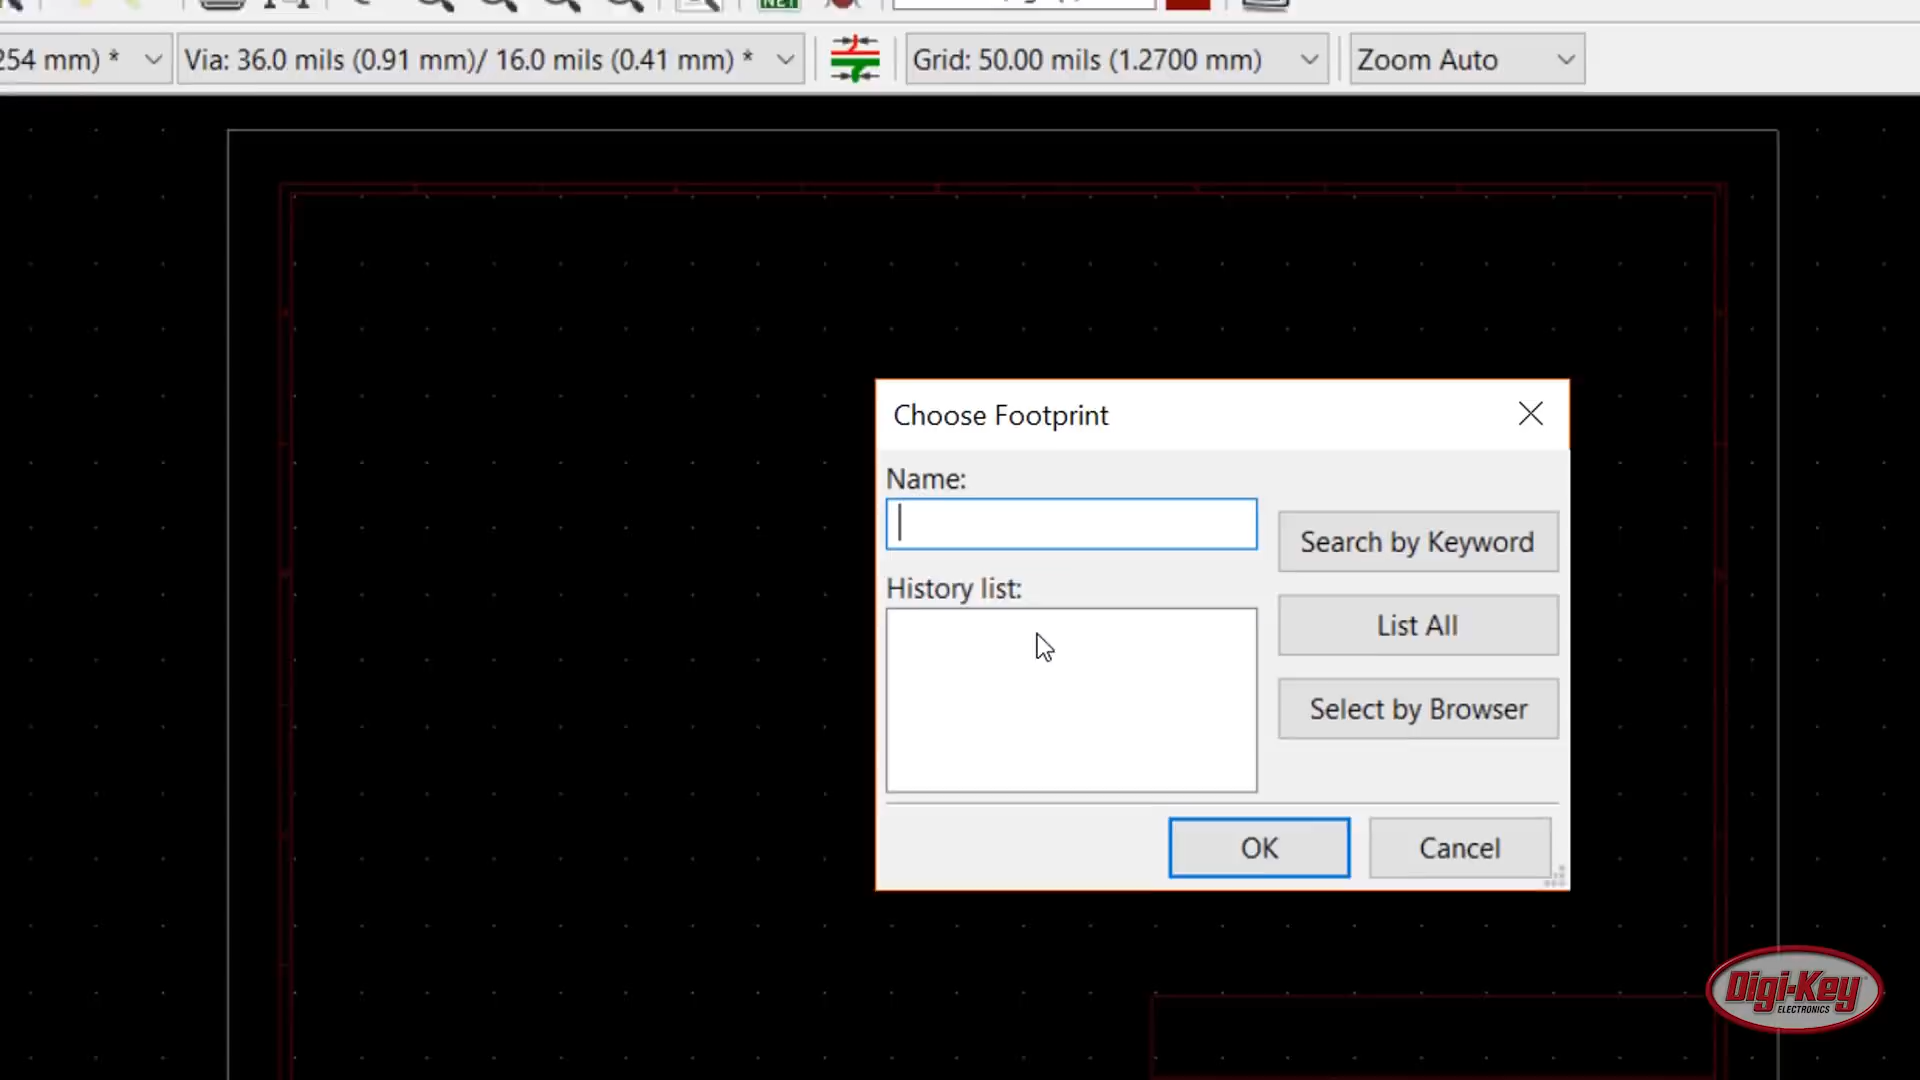 NET
254 mm) *
Via: 36.0 mils (0.91 mm)/ 16.0 mils (0.41 mm) *
Grid: 50.00 mils (1.2700 mm)
Zoom Auto
Choose Footprint
Name:
Search by Keyword
History list:
List All
Select by Browser
OK
Cancel
Digi-Key
ELECTRONICS